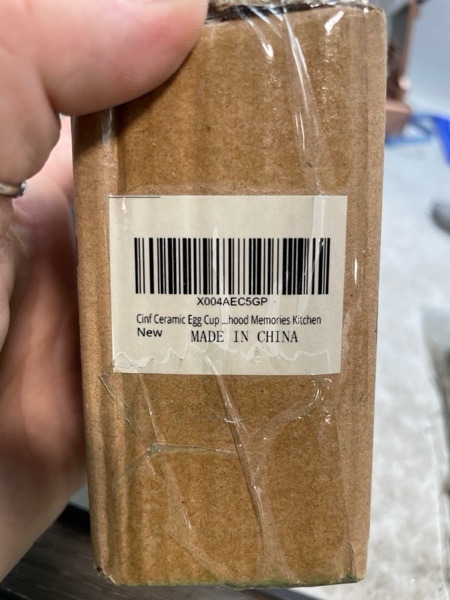 X004AEC5GP
Cinf Ceramic Egg Cup ...hood Memories Kitchen
New MADE IN CHINA